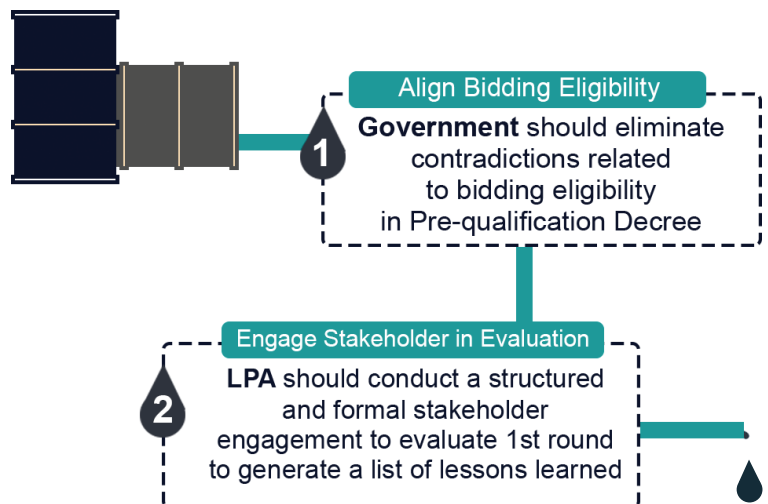 Align Bidding Eligibility
1
Government should eliminate
contradictions related
to bidding eligibility
in Pre-qualification Decree
Engage Stakeholder in Evaluation
2
LPA should conduct a structured
and formal stakeholder
engagement to evaluate 1st round
to generate a list of lessons learned